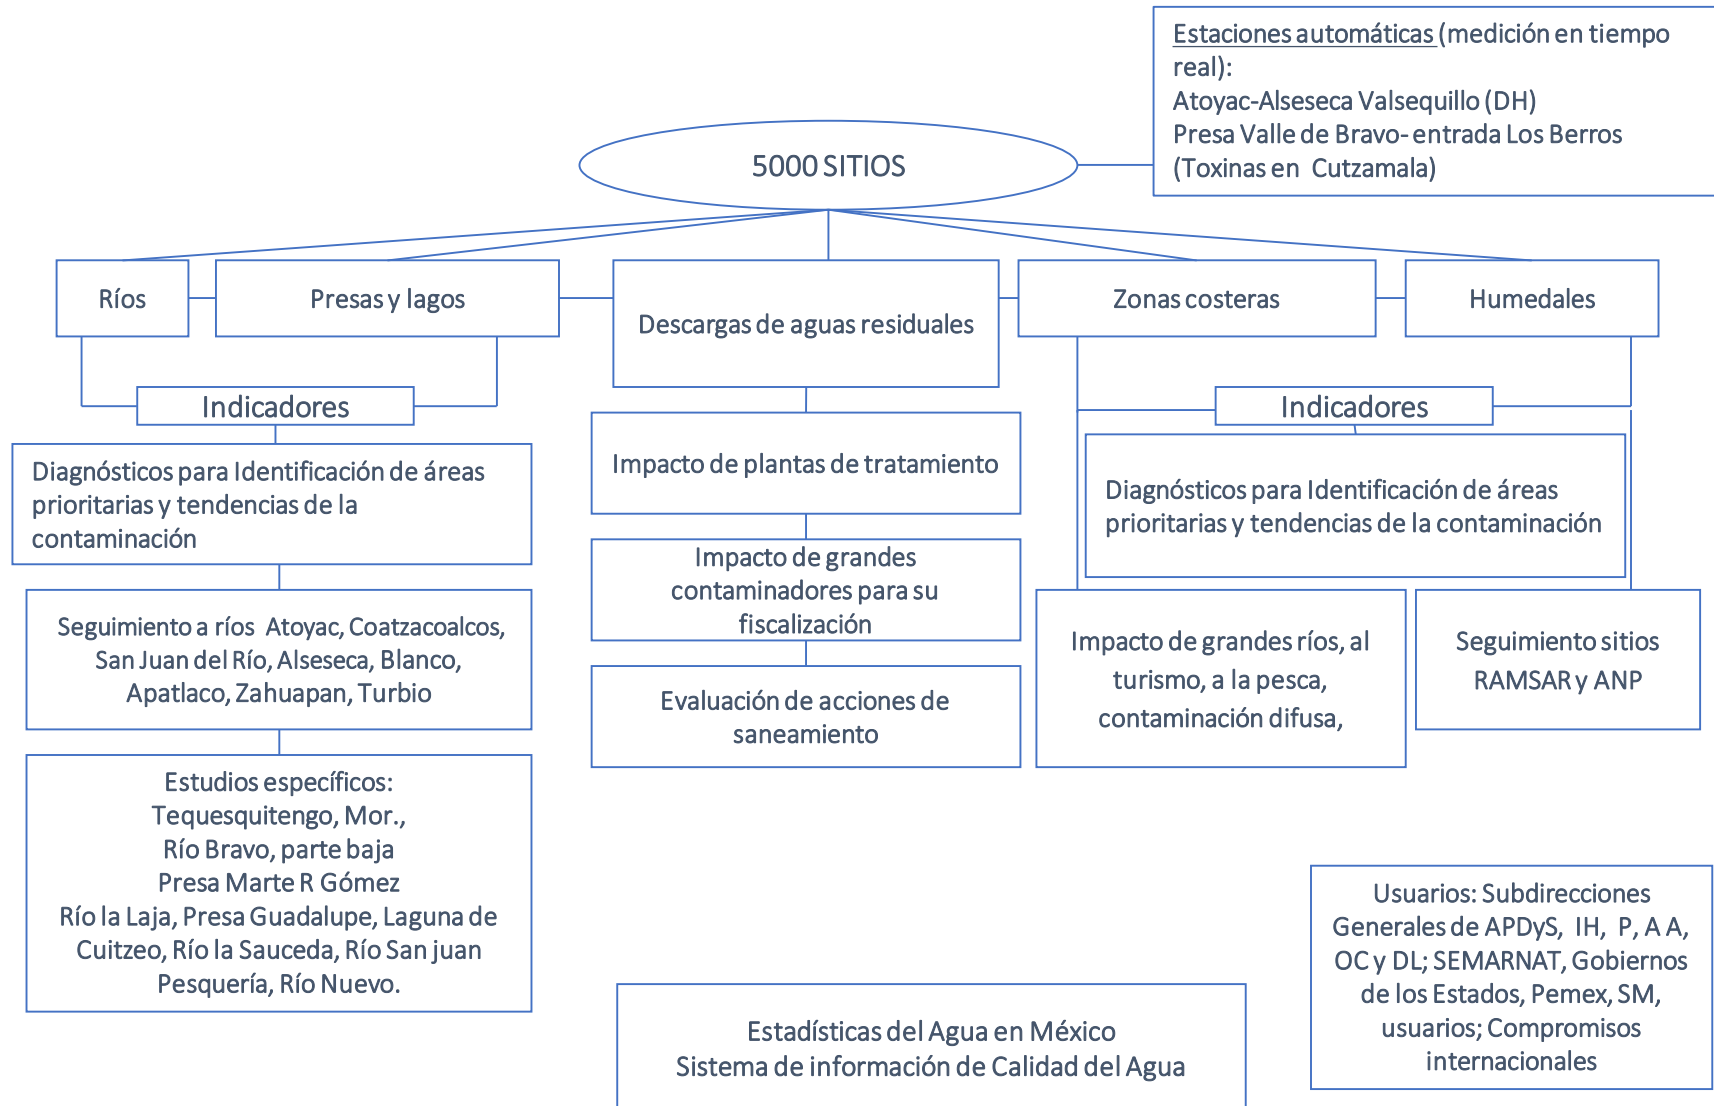 Estaciones automáticas (medición en tiempo
real):
Atoyac-Alseseca Valsequillo (DH)
Presa Valle de Bravo- entrada Los Berros
(Toxinas en Cutzamala)
5000 SITIOS
Ríos
Presas y lagos
Descargas de aguas residuales
Zonas costeras
Humedales
Indicadores
Diagnósticos para Identificación de áreas
prioritarias y tendencias de la
contaminación
Seguimiento a ríos Atoyac, Coatzacoalcos,
San Juan del Río, Alseseca, Blanco,
Apatlaco, Zahuapan, Turbio
Estudios específicos:
Tequesquitengo, Mor.,
Río Bravo, parte baja
Presa Marte R Gómez
Río la Laja, Presa Guadalupe, Laguna de
Cuitzeo, Río la Sauceda, Río San juan
Pesquería, Río Nuevo.
Impacto de plantas de tratamiento
Impacto de grandes
contaminadores para su
fiscalización
Evaluación de acciones de
saneamiento
Indicadores
Diagnósticos para Identificación de áreas
prioritarias y tendencias de la contaminación
Impacto de grandes ríos, al
turismo, a la pesca,
contaminación difusa,
Seguimiento sitios
RAMSAR y ANP
Estadísticas del Agua en México
Sistema de información de Calidad del Agua
Usuarios: Subdirecciones
Generales de APDyS, IH, P, A A,
OC y DL; SEMARNAT, Gobiernos
de los Estados, Pemex, SM,
usuarios; Compromisos
internacionales